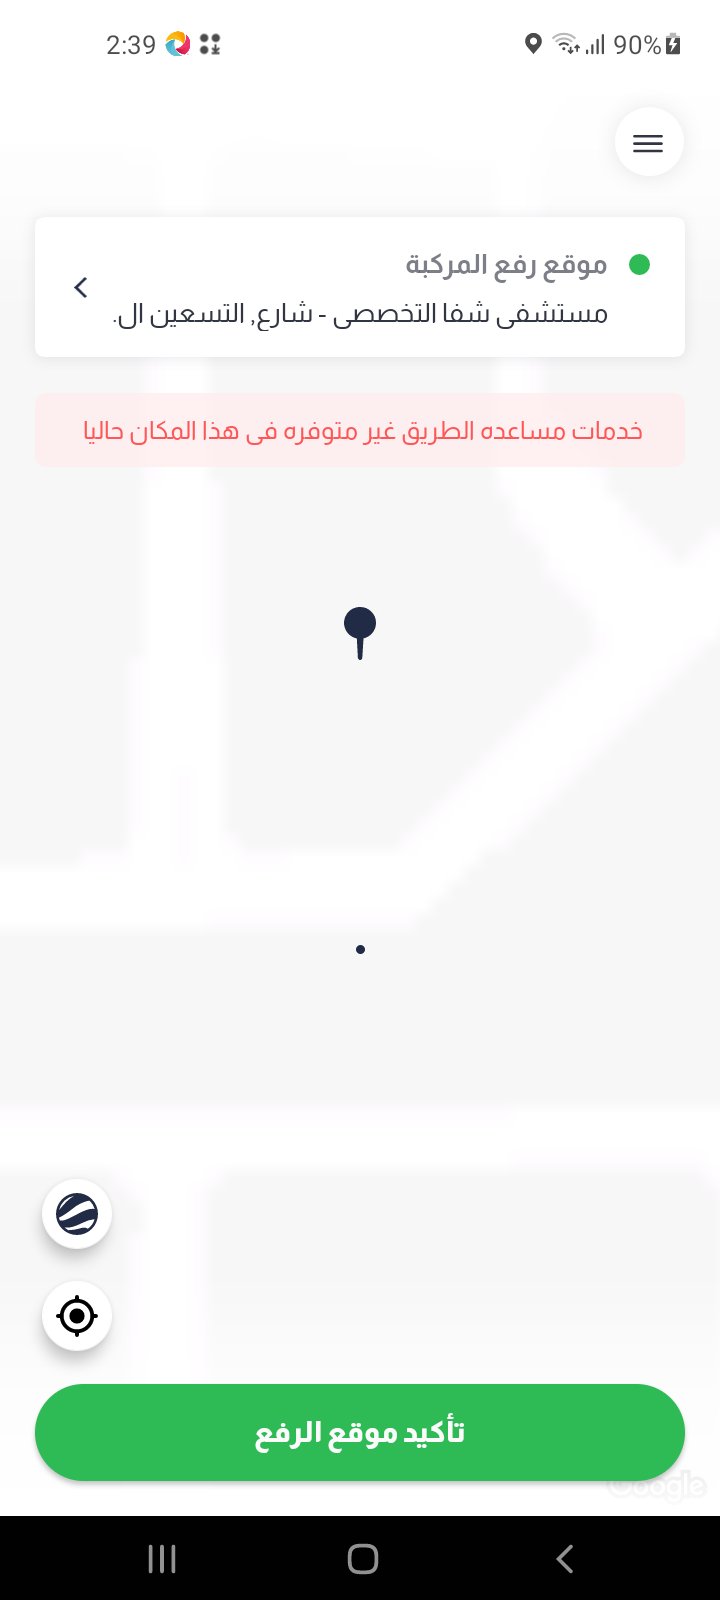 2:39
90%
موقع رفع المركبة
مستشفى شفا التخصصى - شارع, التسعين ال.
خدمات مساعده الطريق غير متوفره فى هذا المكان حاليا
تأكيد موقع الرفع
Google